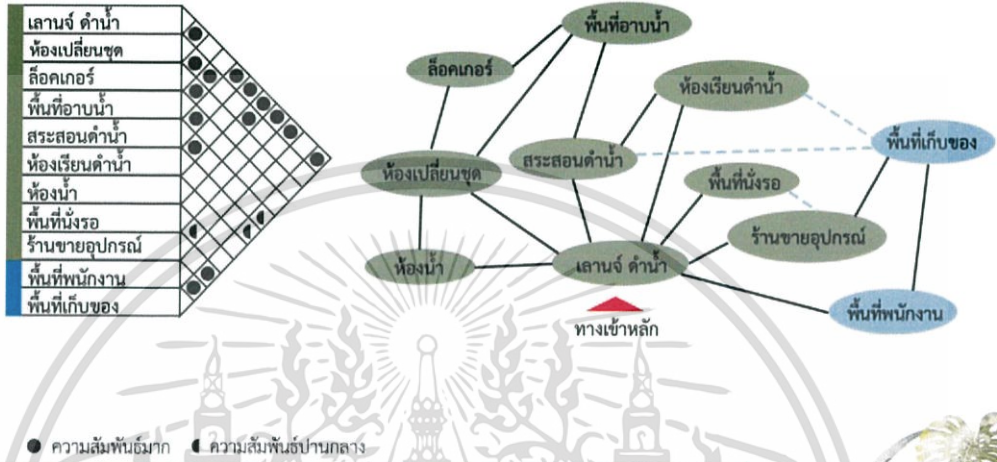 เลานจ์ ดำน้ำ
ห้องเปลี่ยนชุด
ล็อคเกอร์
พื้นที่อาบน้ำ
สระสอนดำน้ำ
ห้องเรียนดำน้ำ
ห้องน้ำ
พื้นที่นั่งรอ
ร้านขายอุปกรณ์
พื้นที่พนักงาน
พื้นที่เก็บของ
พื้นที่อาบน้ำ
ล็อคเกอร์
ห้องเรียนดำน้ำ
พื้นที่เก็บของ
สระสอนดำน้ำ
ห้องเปลี่ยนชุด
พื้นที่นั่งรอ
ร้านขายอุปกรณ์
ห้องน้ำ
เลานจ์ ดำน้ำ
พื้นที่พนักงาน
ทางเข้าหลัก
ความสัมพันธ์มาก ความสัมพันธ์ปานกลาง